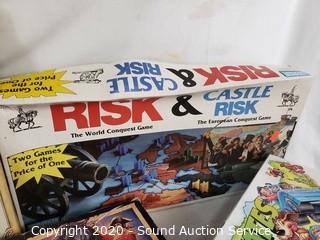 Two Games
for the
Price of One
RISK & CASTLE
RISK
RISK & CASTLE
RISK
The World Conquest Game
The European Conquest Game
Two Games
for the
Price of One
Copyright © 2020 - Sound Auction Service